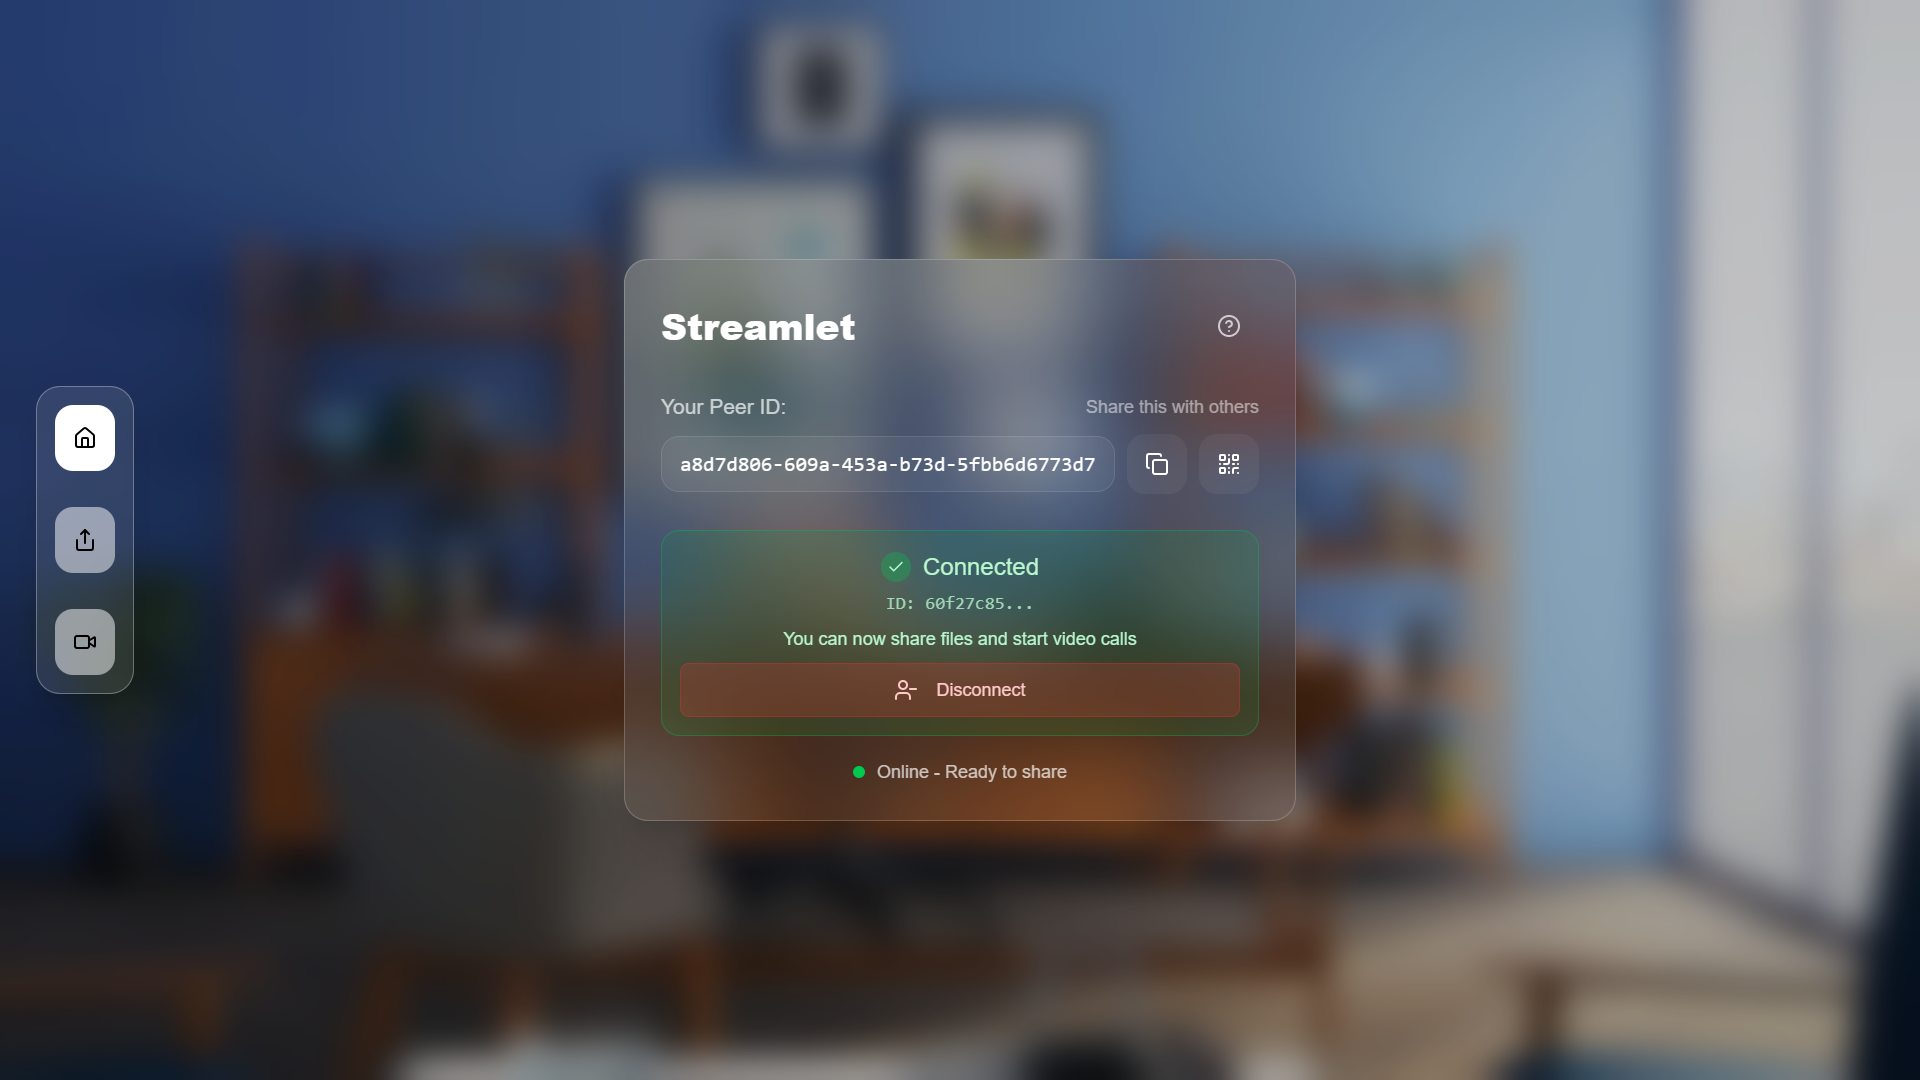 Streamlet
Your Peer ID:
Share this with others
a8d7d806-609a-453a-b73d-5fbb6d6773d7
Connected
ID: 60f27c85...
You can now share files and start video calls
Disconnect
Online - Ready to share